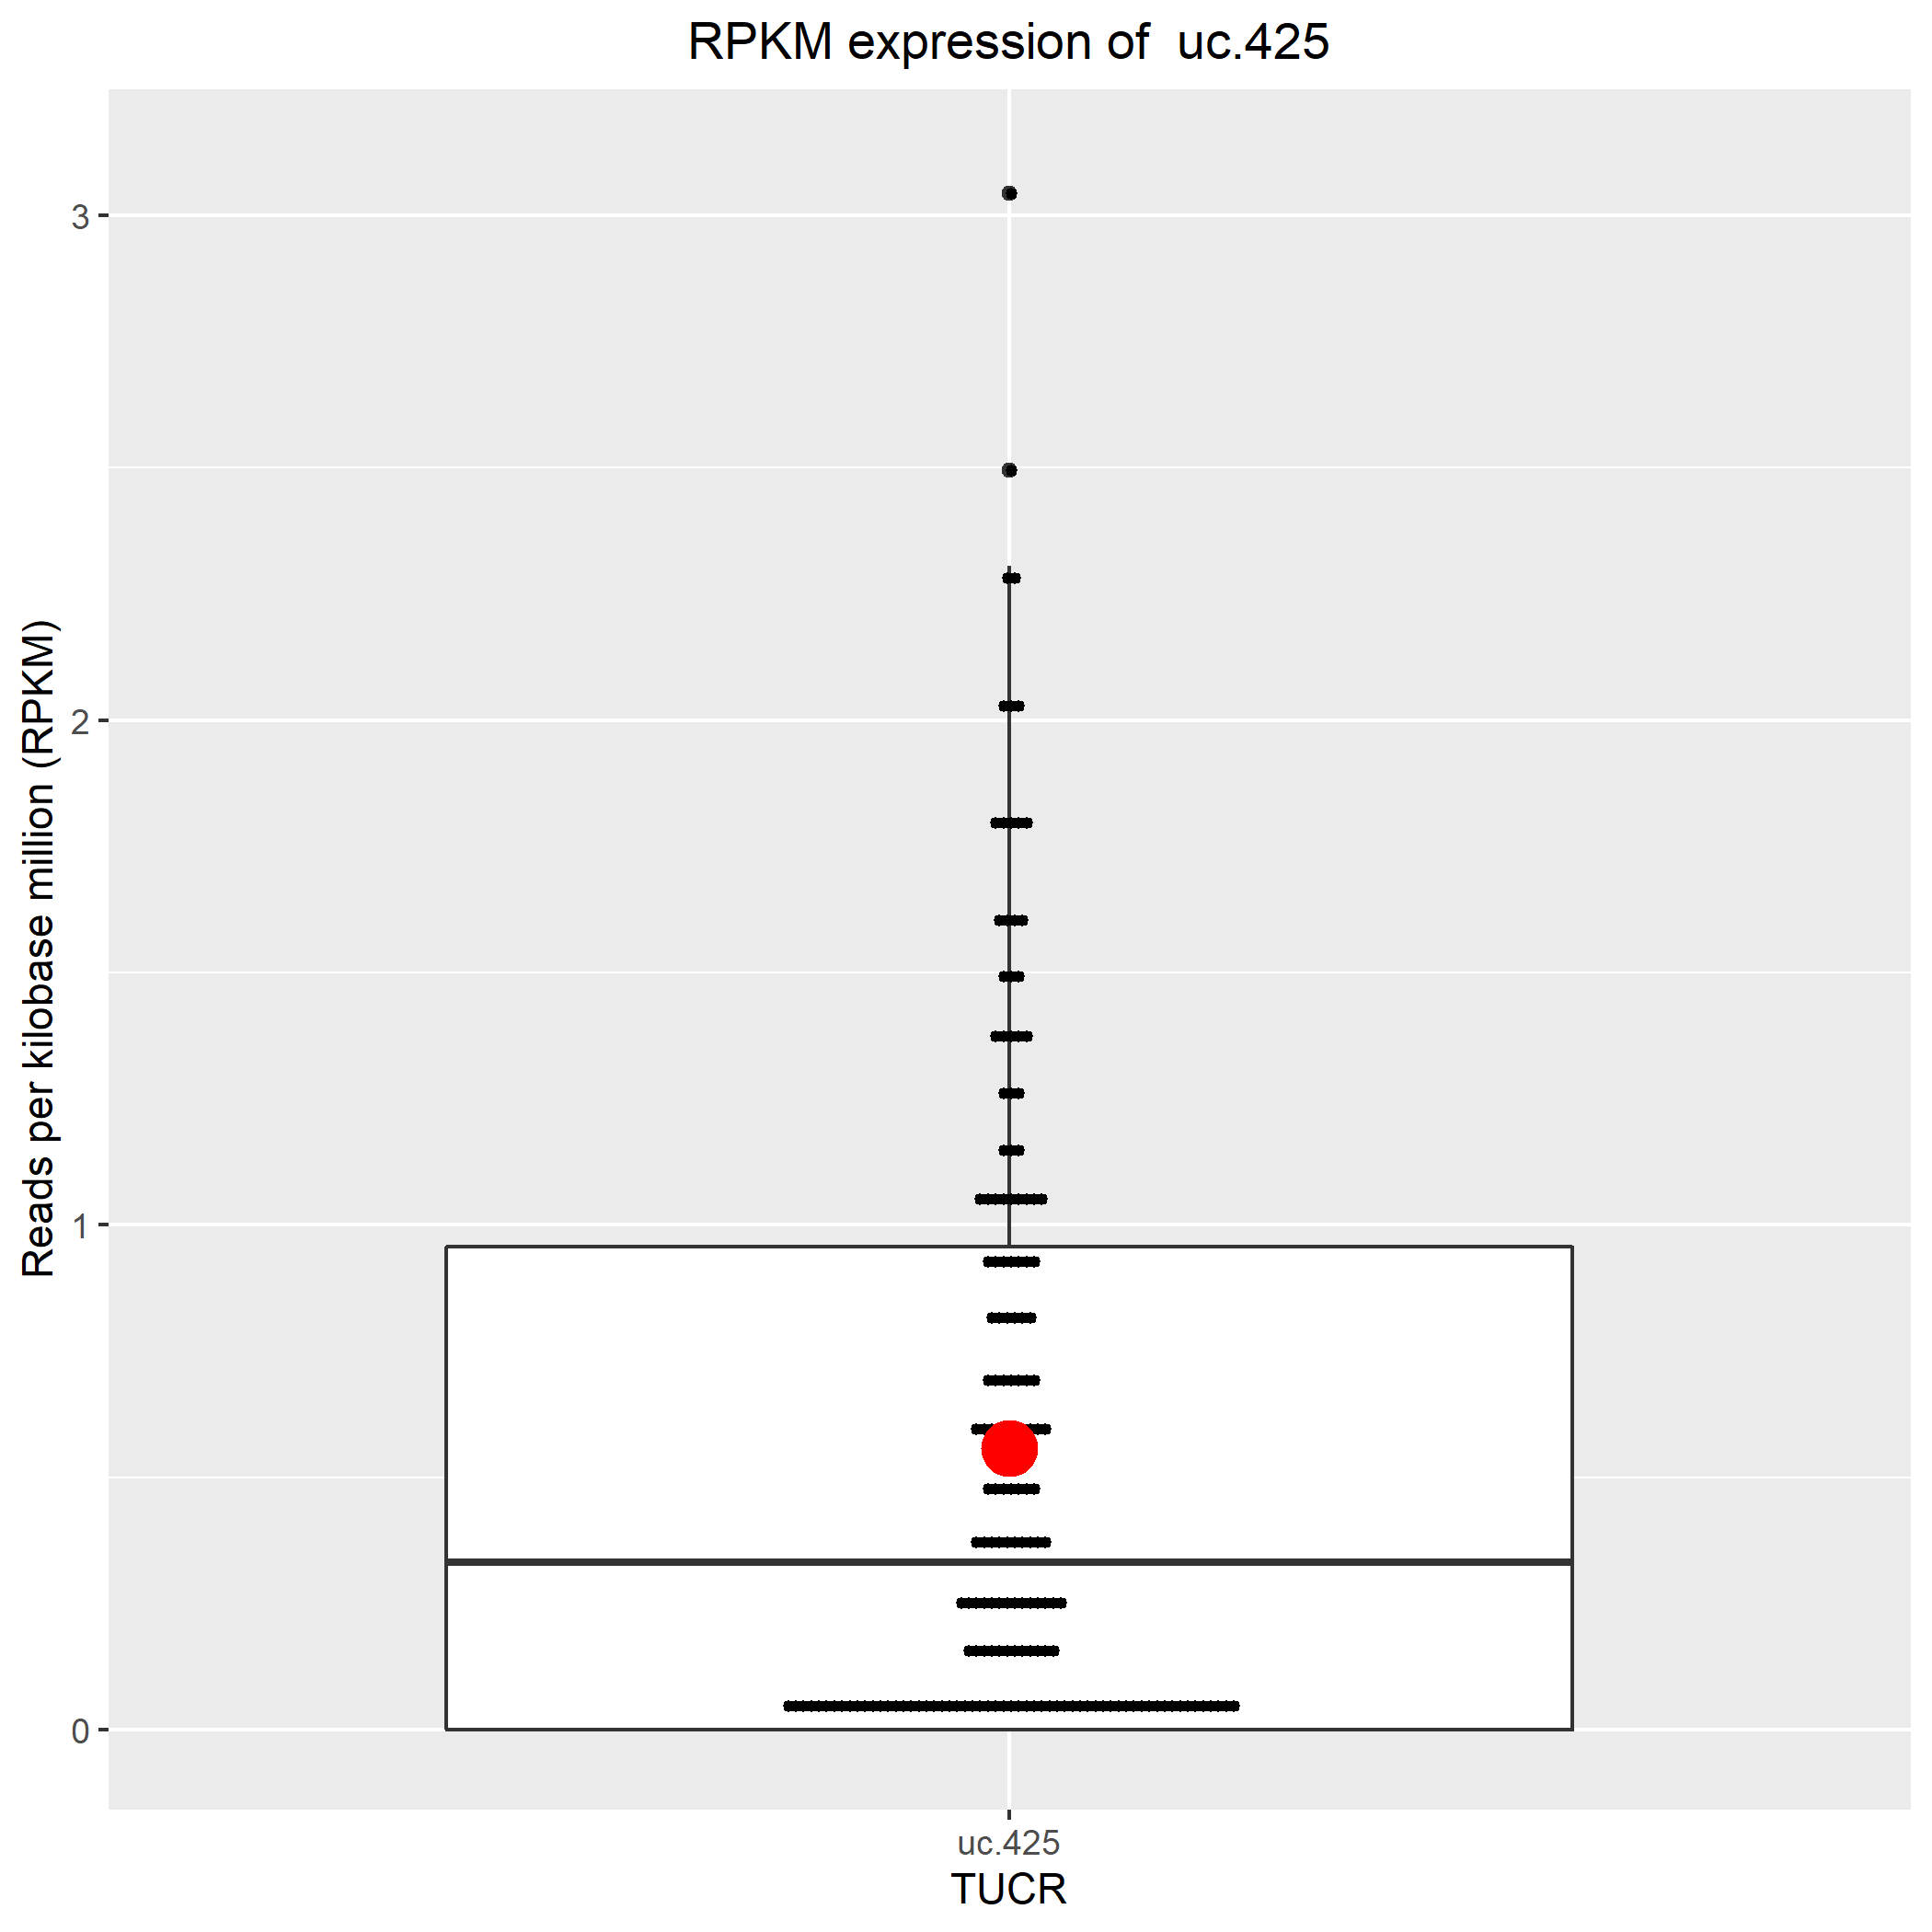 RPKM expression of  uc.425
Reads per kilobase million (RPKM)
3
2
1
0
uc.425
TUCR